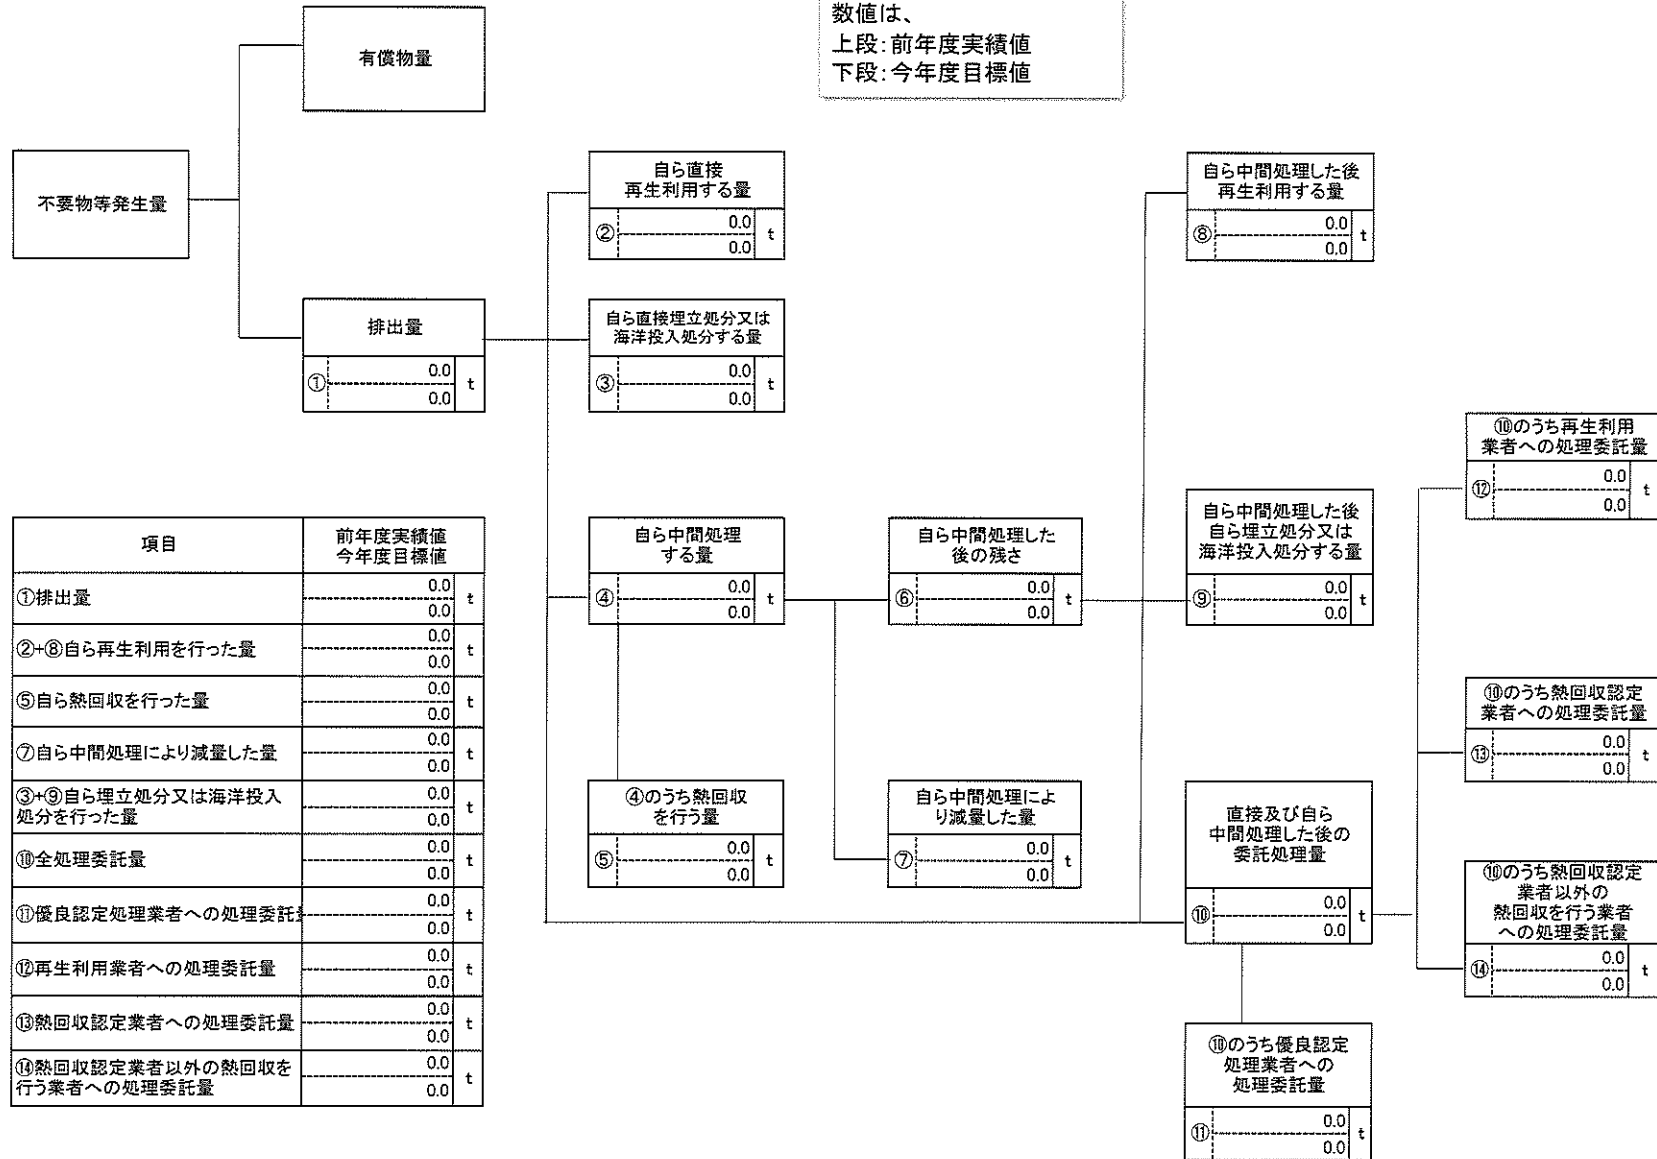 数値は、
上段：前年度実績値
下段：今年度目標値
有償物量
不要物等発生量
排出量
① 0.0 t
0.0
自ら直接
再生利用する量
② 0.0 t
0.0
自ら直接埋立処分又は
海洋投入処分する量
③ 0.0 t
0.0
自ら中間処理
する量
④ 0.0 t
0.0
④のうち熱回収
を行う量
⑤ 0.0 t
0.0
自ら中間処理した
後の残さ
⑥ 0.0 t
0.0
自ら中間処理によ
り減量した量
⑦ 0.0 t
0.0
自ら中間処理した後
再生利用する量
⑧ 0.0 t
0.0
自ら中間処理した後
自ら埋立処分又は
海洋投入処分する量
⑨ 0.0 t
0.0
直接及び自ら
中間処理した後の
委託処理量
⑩ 0.0 t
0.0
⑩のうち優良認定
処理業者への
処理委託量
⑪ 0.0 t
0.0
⑩のうち再生利用
業者への処理委託量
⑫ 0.0 t
0.0
⑩のうち熱回収認定
業者への処理委託量
⑬ 0.0 t
0.0
⑩のうち熱回収認定
業者以外の
熱回収を行う業者
への処理委託量
⑭ 0.0 t
0.0
項目 前年度実績値
今年度目標値
①排出量 0.0 t
0.0
②+⑧自ら再生利用を行った量 0.0 t
0.0
⑤自ら熱回収を行った量 0.0 t
0.0
⑦自ら中間処理により減量した量 0.0 t
0.0
③+⑨自ら埋立処分又は海洋投入
処分を行った量 0.0 t
0.0
⑩全処理委託量 0.0 t
0.0
⑪優良認定処理業者への処理委託 0.0 t
0.0
⑫再生利用業者への処理委託量 0.0 t
0.0
⑬熱回収認定業者への処理委託量 0.0 t
0.0
⑭熱回収認定業者以外の熱回収を
行う業者への処理委託量 0.0 t
0.0